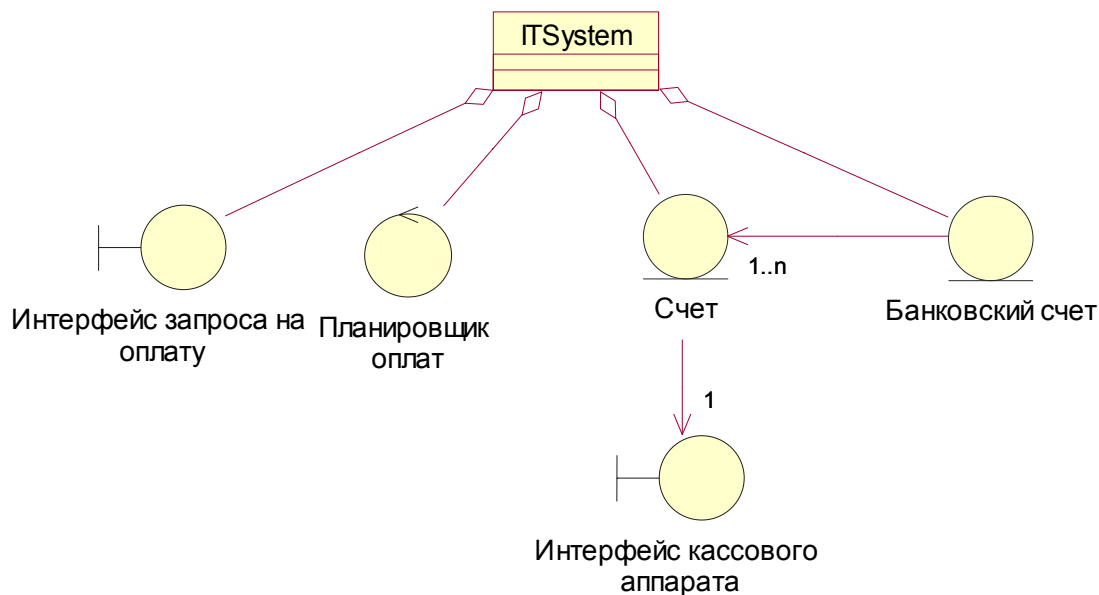 ITSystem
1..n
Интерфейс запроса на
оплату
Планировщик
оплат
Счет
Банковский счет
1
Интерфейс кассового
аппарата